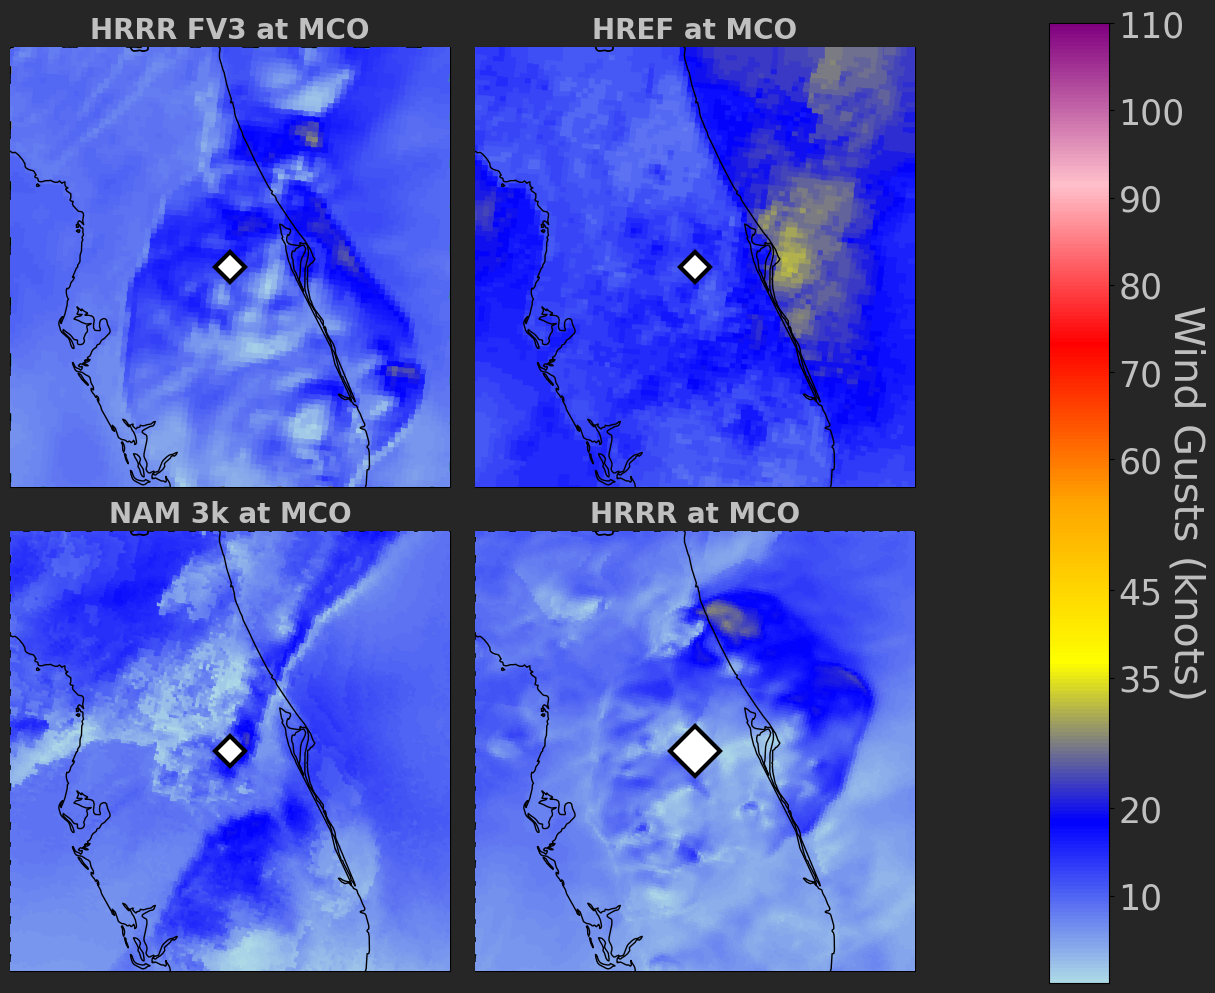 HRRR FV3 at MCO
HREF at MCO
NAM 3k at MCO
HRRR at MCO
110
100
90
80
70
60
45
35
20
10
Wind Gusts (knots)